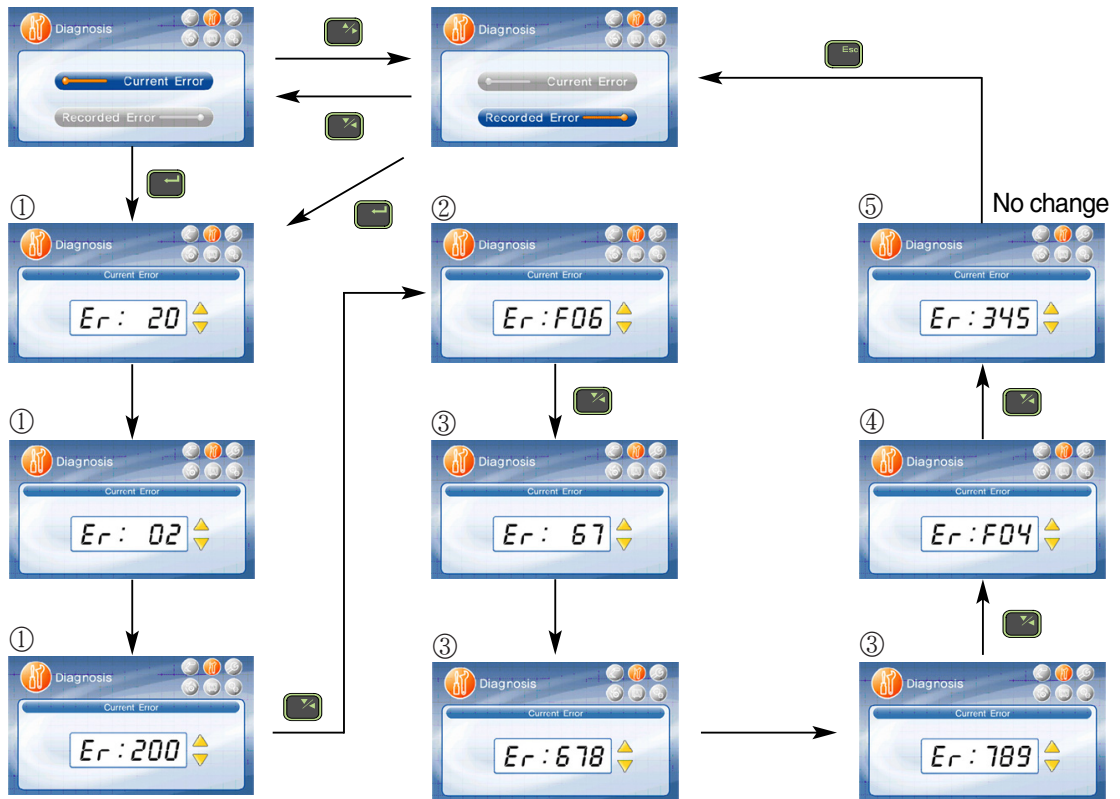 Diagnosis
Current Error
Recorded Error
Diagnosis
Current Error
Recorded Error
Esc
①
Diagnosis
Current Error
Er: 20
②
Diagnosis
Current Error
Er:F06
⑤
No change
Diagnosis
Current Error
Er:345
①
Diagnosis
Current Error
Er: 02
③
Diagnosis
Current Error
Er: 67
④
Diagnosis
Current Error
Er:F04
①
Diagnosis
Current Error
Er:200
③
Diagnosis
Current Error
Er:678
③
Diagnosis
Current Error
Er:789